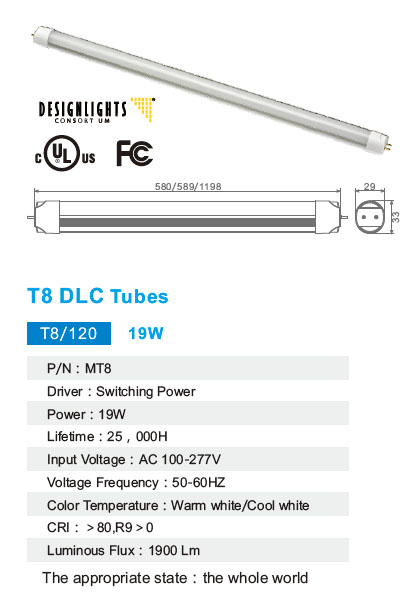 DESIGNLIGHTS
CONSORTIUM
C UL US FC
580/589/1198
29
33
T8 DLC Tubes
T8/120 19W
P/N：MT8
Driver：Switching Power
Power：19W
Lifetime：25，000H
Input Voltage：AC 100-277V
Voltage Frequency：50-60HZ
Color Temperature：Warm white/Cool white
CRI：＞80,R9＞0
Luminous Flux：1900 Lm
The appropriate state：the whole world